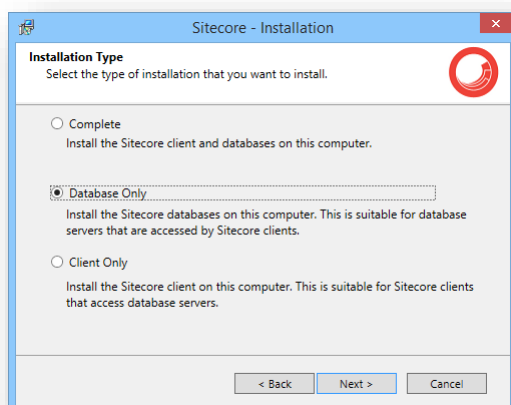 Sitecore - Installation
Installation Type
Select the type of installation that you want to install.
Complete
Install the Sitecore client and databases on this computer.
Database Only
Install the Sitecore databases on this computer. This is suitable for database
servers that are accessed by Sitecore clients.
Client Only
Install the Sitecore client on this computer. This is suitable for Sitecore clients
that access database servers.
< Back Next > Cancel